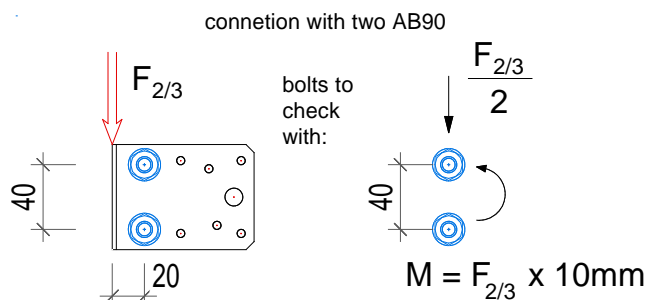 connetion with two AB90
F2/3
bolts to
check
with:
F2/3
2
40
20
40
M = F2/3 x 10mm